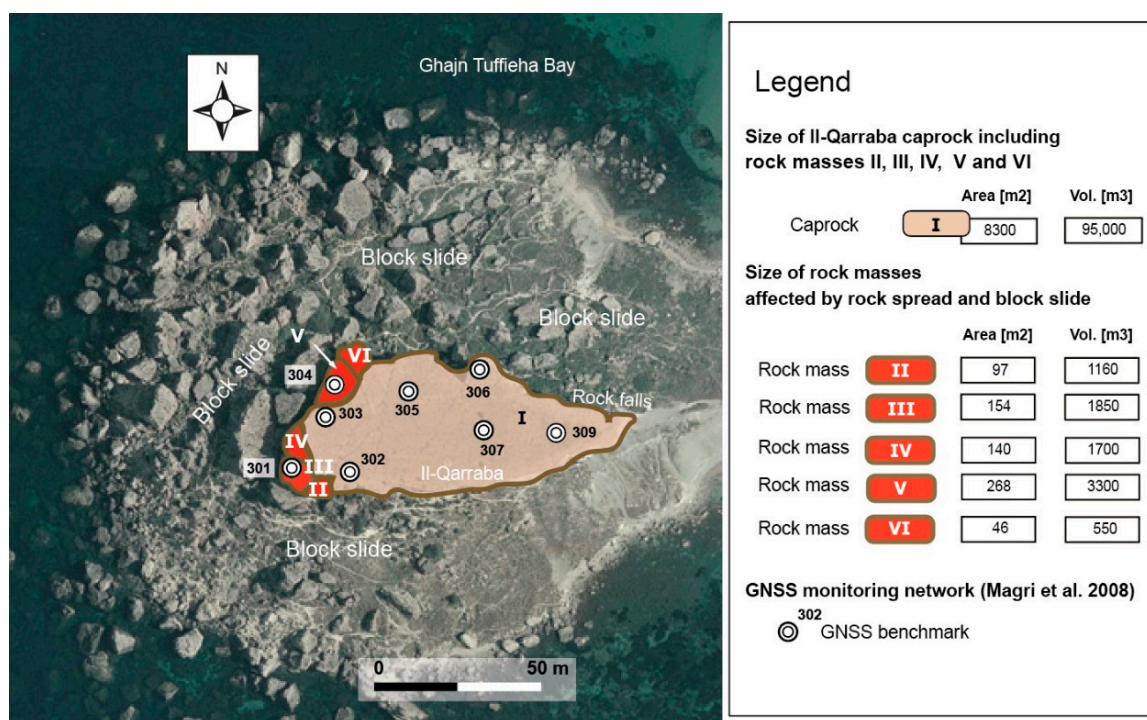 Ghajn Tuffieha Bay
N
Block slide
Block slide
Block slide
V
VI
304
306
305
Rock falls
303
I
307
309
IV
302
301
III
Il-Qarraba
II
Block slide
0 50 m
Legend
Size of Il-Qarraba caprock including
rock masses II, III, IV, V and VI
Area [m2] Vol. [m3]
Caprock I 8300 95,000
Size of rock masses
affected by rock spread and block slide
Area [m2] Vol. [m3]
Rock mass II 97 1160
Rock mass III 154 1850
Rock mass IV 140 1700
Rock mass V 268 3300
Rock mass VI 46 550
GNSS monitoring network (Magri et al. 2008)
302
GNSS benchmark